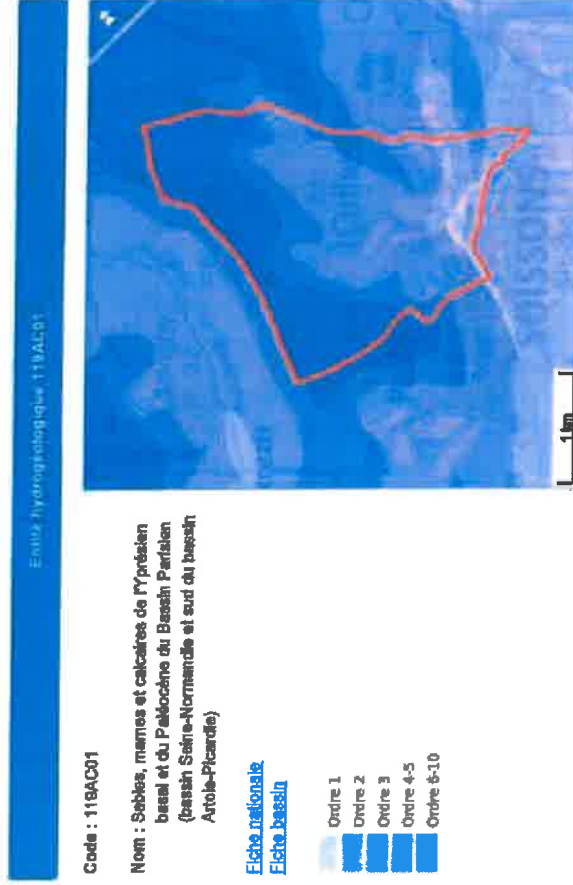 Entité hydrogéologique 119AC01
Code : 119AC01
Nom : Sables, marnes et calcaires de l'Yprésien
basal et du Paléocène du Bassin Parisien
(bassin Seine-Normandie et sud du bassin
Artois-Picardie)
Fiche nationale
Fiche bassin
Ordre 1
Ordre 2
Ordre 3
Ordre 4-5
Ordre 6-10
1 km